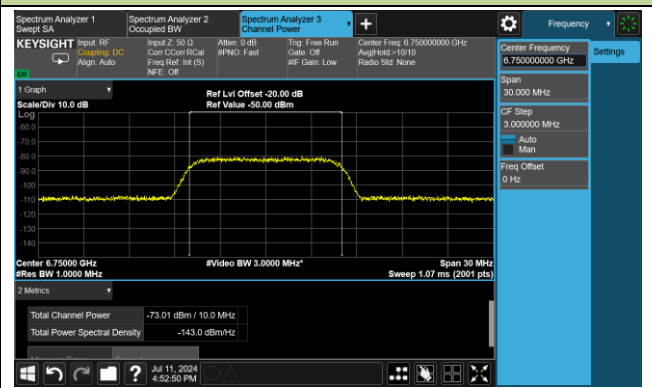 Spectrum Analyzer 1
Swept SA
Spectrum Analyzer 2
Occupied BW
Spectrum Analyzer 3
Channel Power
Frequency
KEYSIGHT
Input: RF
Coupling: DC
Align: Auto
Input Z: 50 Ω
Corr CCorr RCal
Freq Ref: Int (S)
NFE: Off
Atten: 0 dB
#PNO: Fast
Trig: Free Run
Gate: Off
#IF Gain: Low
Center Freq: 6.750000000 GHz
Avg|Hold:>10/10
Radio Std: None
Center Frequency
6.750000000 GHz
Settings
Span
30.000 MHz
CF Step
3.000000 MHz
Auto
Man
Freq Offset
0 Hz
1 Graph
Scale/Div 10.0 dB
Ref Lvl Offset -20.00 dB
Ref Value -50.00 dBm
Log
-60.0
-70.0
-80.0
-90.0
-100
-110
-120
-130
-140
Center 6.75000 GHz
#Video BW 3.0000 MHz*
Span 30 MHz
#Res BW 1.0000 MHz
Sweep 1.07 ms (2001 pts)
2 Metrics
Total Channel Power
-73.01 dBm / 10.0 MHz
Total Power Spectral Density
-143.0 dBm/Hz
?
Jul 11, 2024
4:52:50 PM